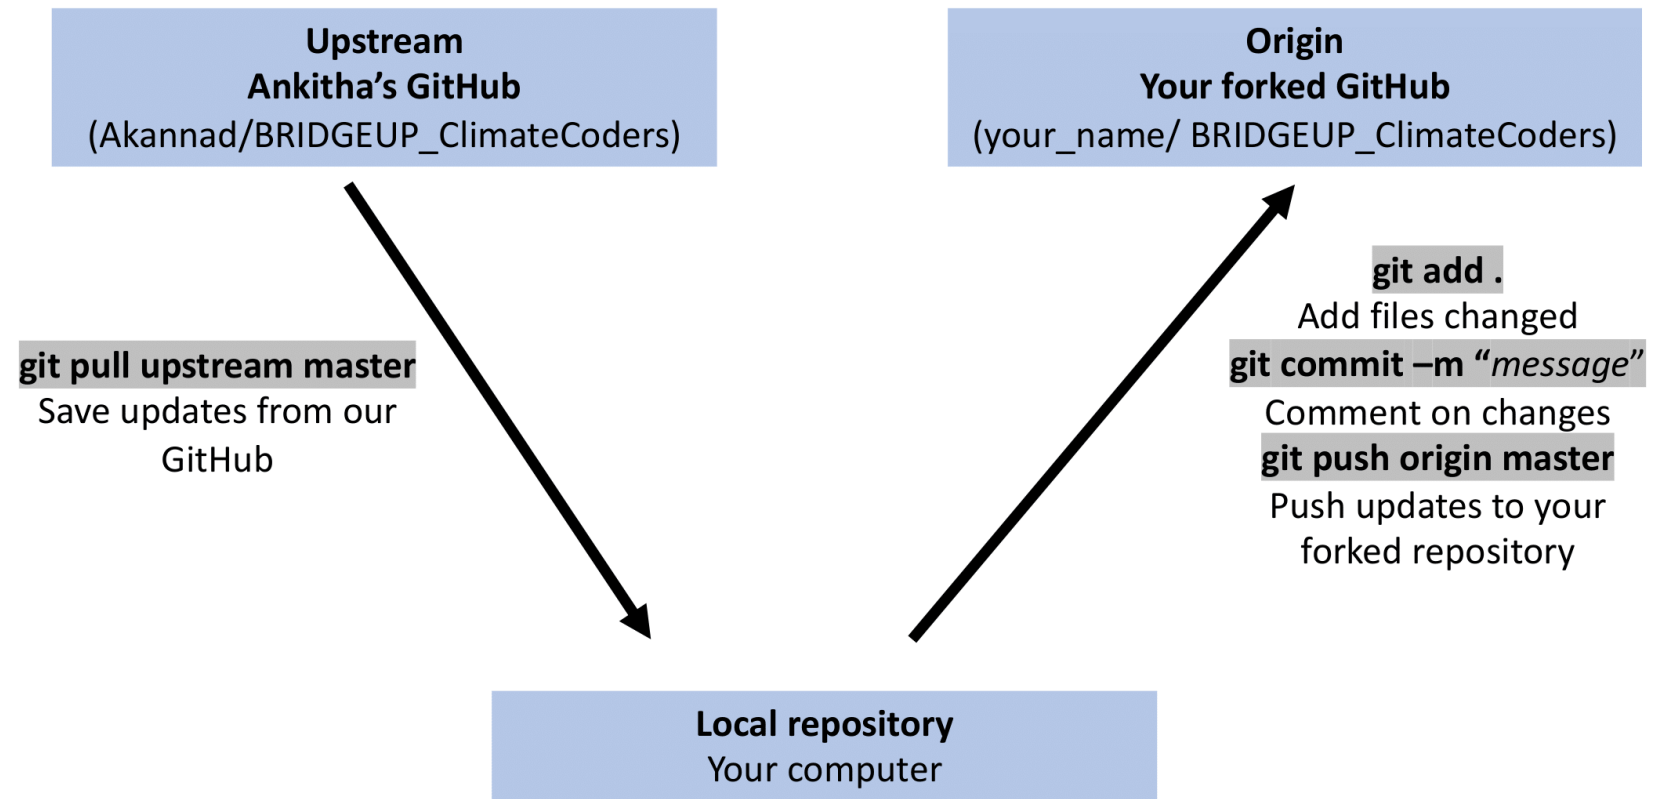 Upstream
Ankitha’s GitHub
(Akannad/BRIDGEUP_ClimateCoders)
Origin
Your forked GitHub
(your_name/ BRIDGEUP_ClimateCoders)
git pull upstream master
Save updates from our
GitHub
git add .
Add files changed
git commit –m “message”
Comment on changes
git push origin master
Push updates to your
forked repository
Local repository
Your computer